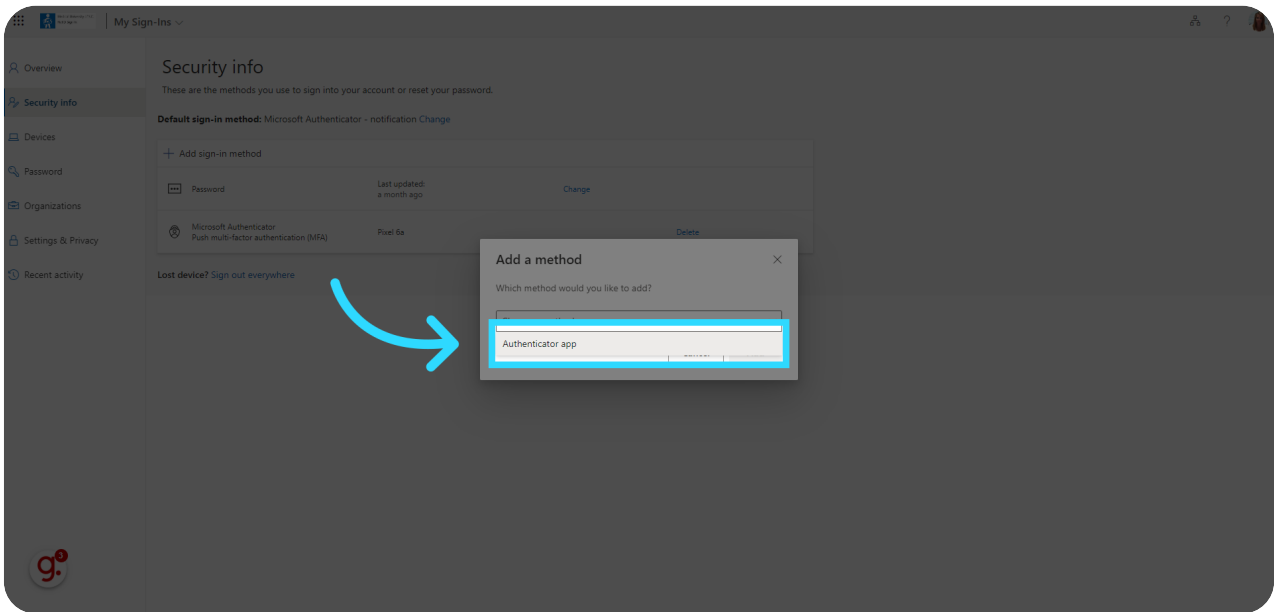 My Sign-Ins
?
Overview
Security info
Devices
Password
Organizations
Settings & Privacy
Recent activity
Security info
These are the methods you use to sign into your account or reset your password.
Default sign-in method: Microsoft Authenticator - notification Change
+ Add sign-in method
Password
Last updated:
a month ago
Change
Microsoft Authenticator
Push multi-factor authentication (MFA)
Pixel 6a
Delete
Lost device? Sign out everywhere
Add a method
Which method would you like to add?
Authenticator app
g.
3